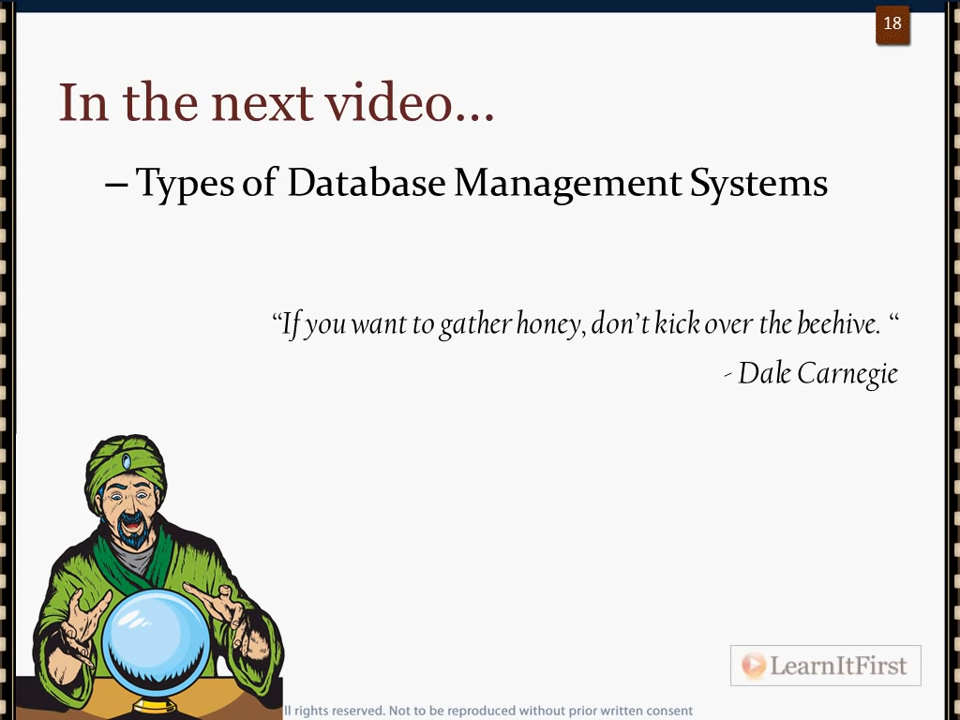 18
In the next video…
– Types of Database Management Systems
“If you want to gather honey, don’t kick over the beehive. “
- Dale Carnegie
LearnItFirst
ll rights reserved. Not to be reproduced without prior written consent